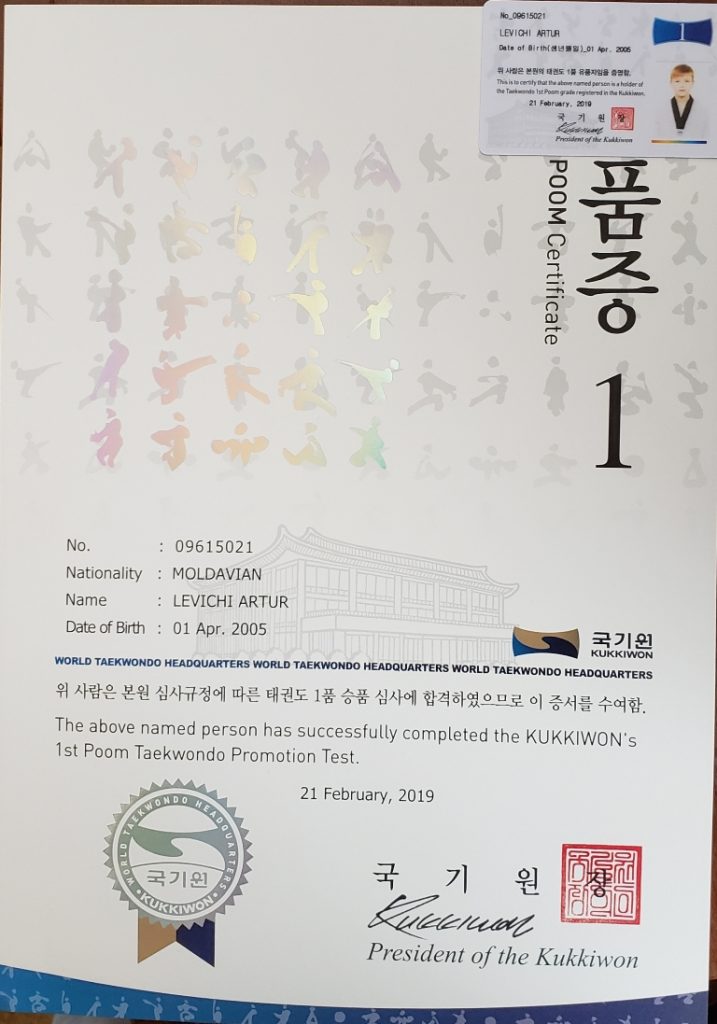 No_09615021
LEVICHI ARTUR
Date of Birth(生年월일)_01 Apr. 2005
위 사람은 본원의 태권도 1품 유품자임을 증명함.
This is to certify that the above named person is a holder of
the Taekwondo 1st Poom grade registered in the Kukkiwon.
21 February, 2019
국 기 원 장
Kukkiwon
President of the Kukkiwon
1
품증 1
POOM Certificate
No. : 09615021
Nationality : MOLDAVIAN
Name : LEVICHI ARTUR
Date of Birth : 01 Apr. 2005
국기원
KUKKIWON
WORLD TAEKWONDO HEADQUARTERS WORLD TAEKWONDO HEADQUARTERS WORLD TAEKWONDO HEADQUARTERS
위 사람은 본원 심사규정에 따른 태권도 1품 승품 심사에 합격하였으므로 이 증서를 수여함.
The above named person has successfully completed the KUKKIWON's
1st Poom Taekwondo Promotion Test.
21 February, 2019
WORLD TAEKWONDO HEADQUARTERS
국기원
KUKKIWON
국 기 원 장
Kukkiwon
President of the Kukkiwon